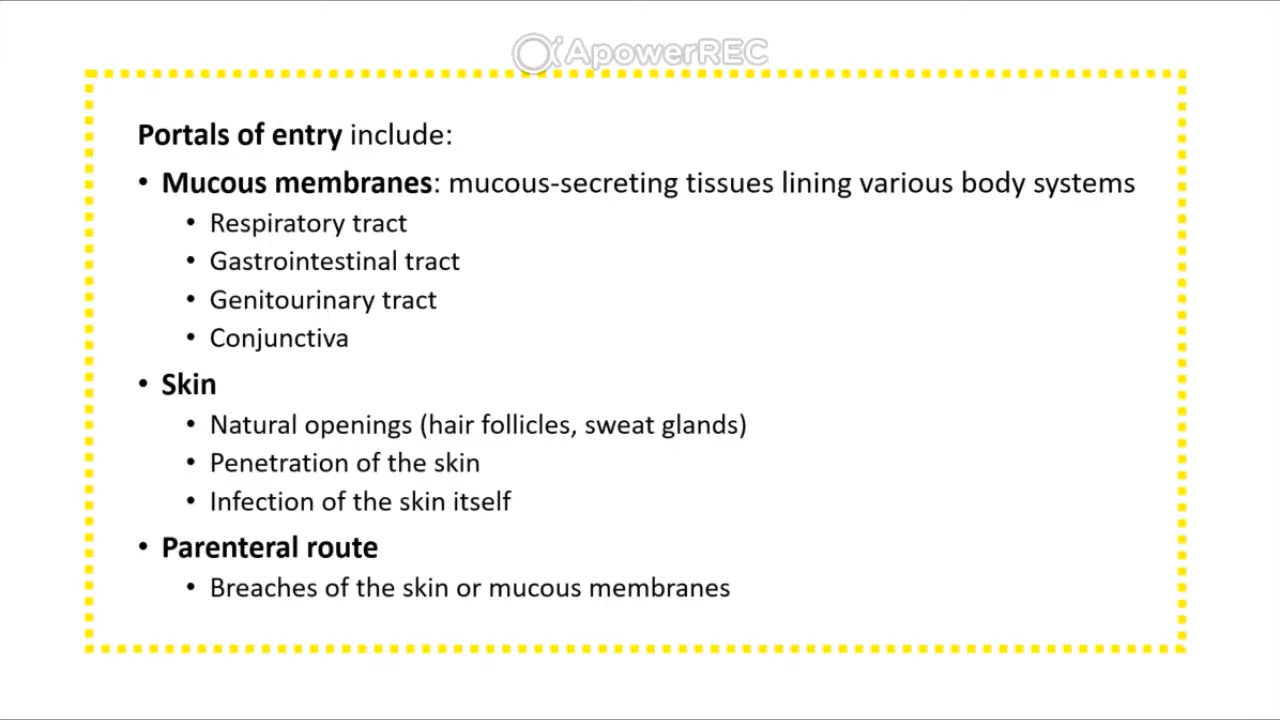 ApowerREC
Portals of entry include:
• Mucous membranes: mucous-secreting tissues lining various body systems
• Respiratory tract
• Gastrointestinal tract
• Genitourinary tract
• Conjunctiva
• Skin
• Natural openings (hair follicles, sweat glands)
• Penetration of the skin
• Infection of the skin itself
• Parenteral route
• Breaches of the skin or mucous membranes